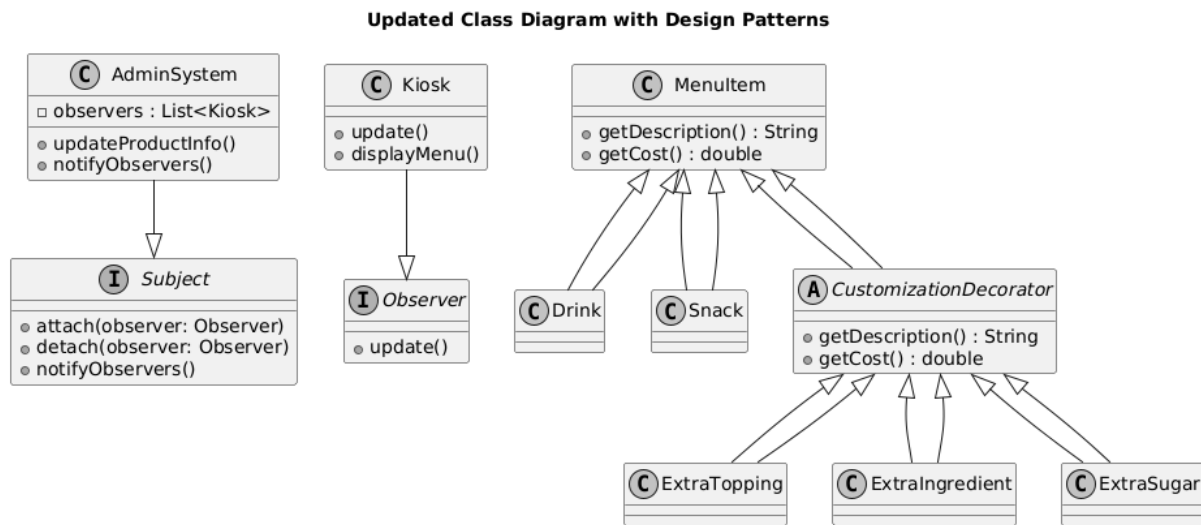 Updated Class Diagram with Design Patterns
C AdminSystem
observers : List<Kiosk>
updateProductInfo()
notifyObservers()
C Kiosk
update()
displayMenu()
C MenuItem
getDescription() : String
getCost() : double
I Subject
attach(observer: Observer)
detach(observer: Observer)
notifyObservers()
I Observer
update()
C Drink
C Snack
A CustomizationDecorator
getDescription() : String
getCost() : double
C ExtraTopping
C ExtraIngredient
C ExtraSugar